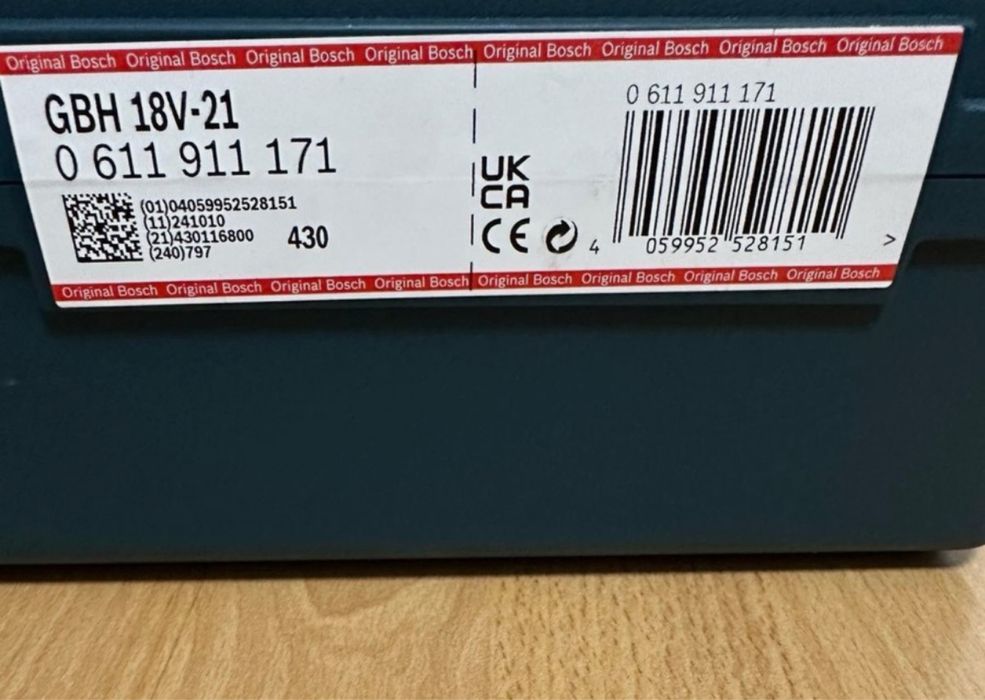 Original Bosch Original Bosch Original Bosch Original Bosch Original Bosch Original Bosch Original Bosch Original Bosch
GBH 18V-21
0 611 911 171
(01)04059952528151
(11)241010
(21)430116800
(240)797
430
UK
CA
CE
0 611 911 171
4 059952 528151 >
Original Bosch Original Bosch Original Bosch Original Bosch Original Bosch Original Bosch Original Bosch Original Bosch